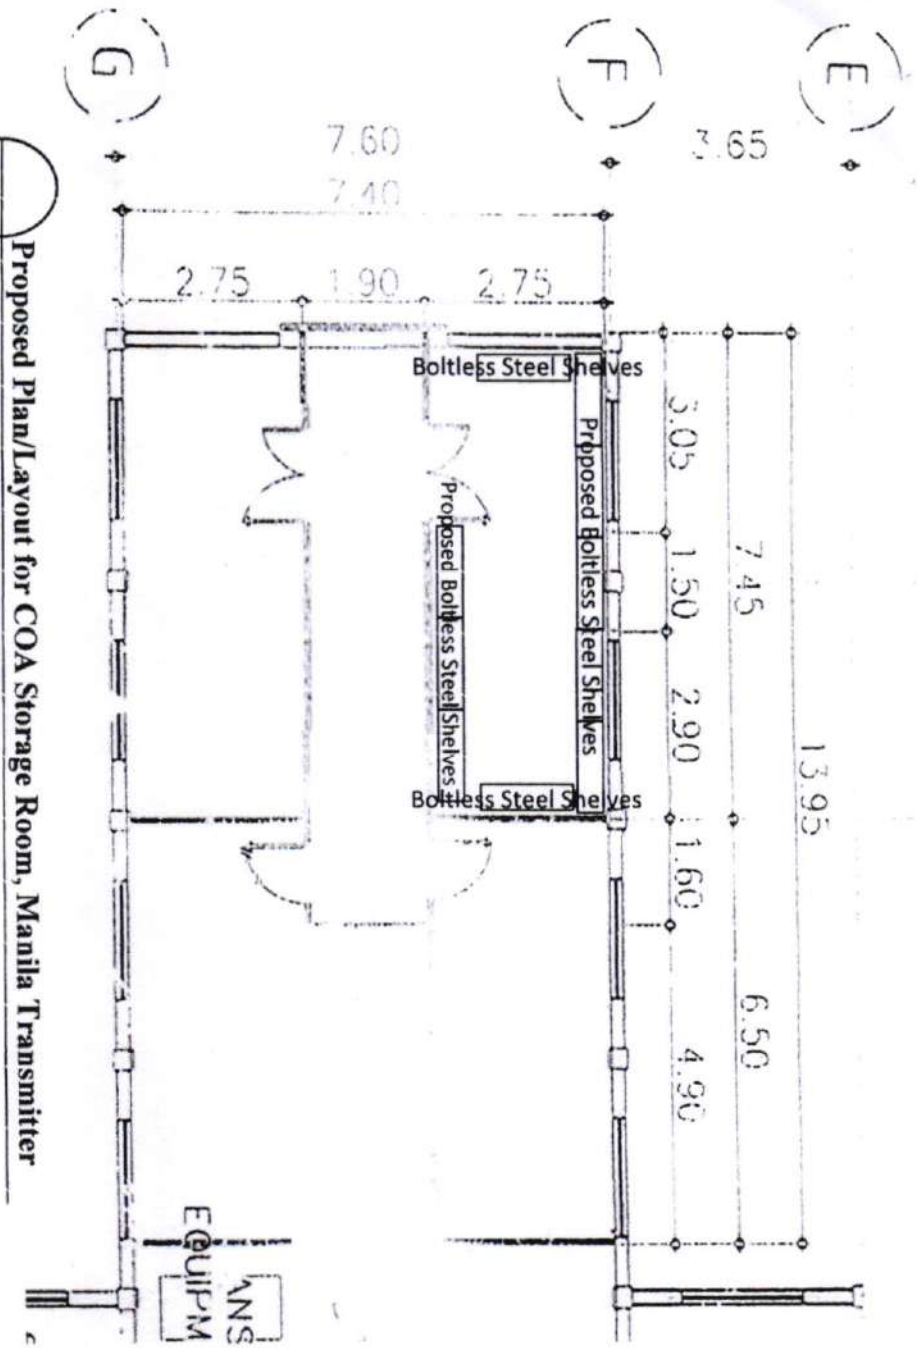 G
F
E
7.60
3.65
7.40
2.75
1.90
2.75
Boltless Steel Shelves
Proposed Boltless Steel Shelves
Proposed Boltless Steel Shelves
Boltless Steel Shelves
3.05
1.50
2.90
1.60
4.90
7.45
6.50
13.95
ANS
EQUIPM
Proposed Plan/Layout for COA Storage Room, Manila Transmitter